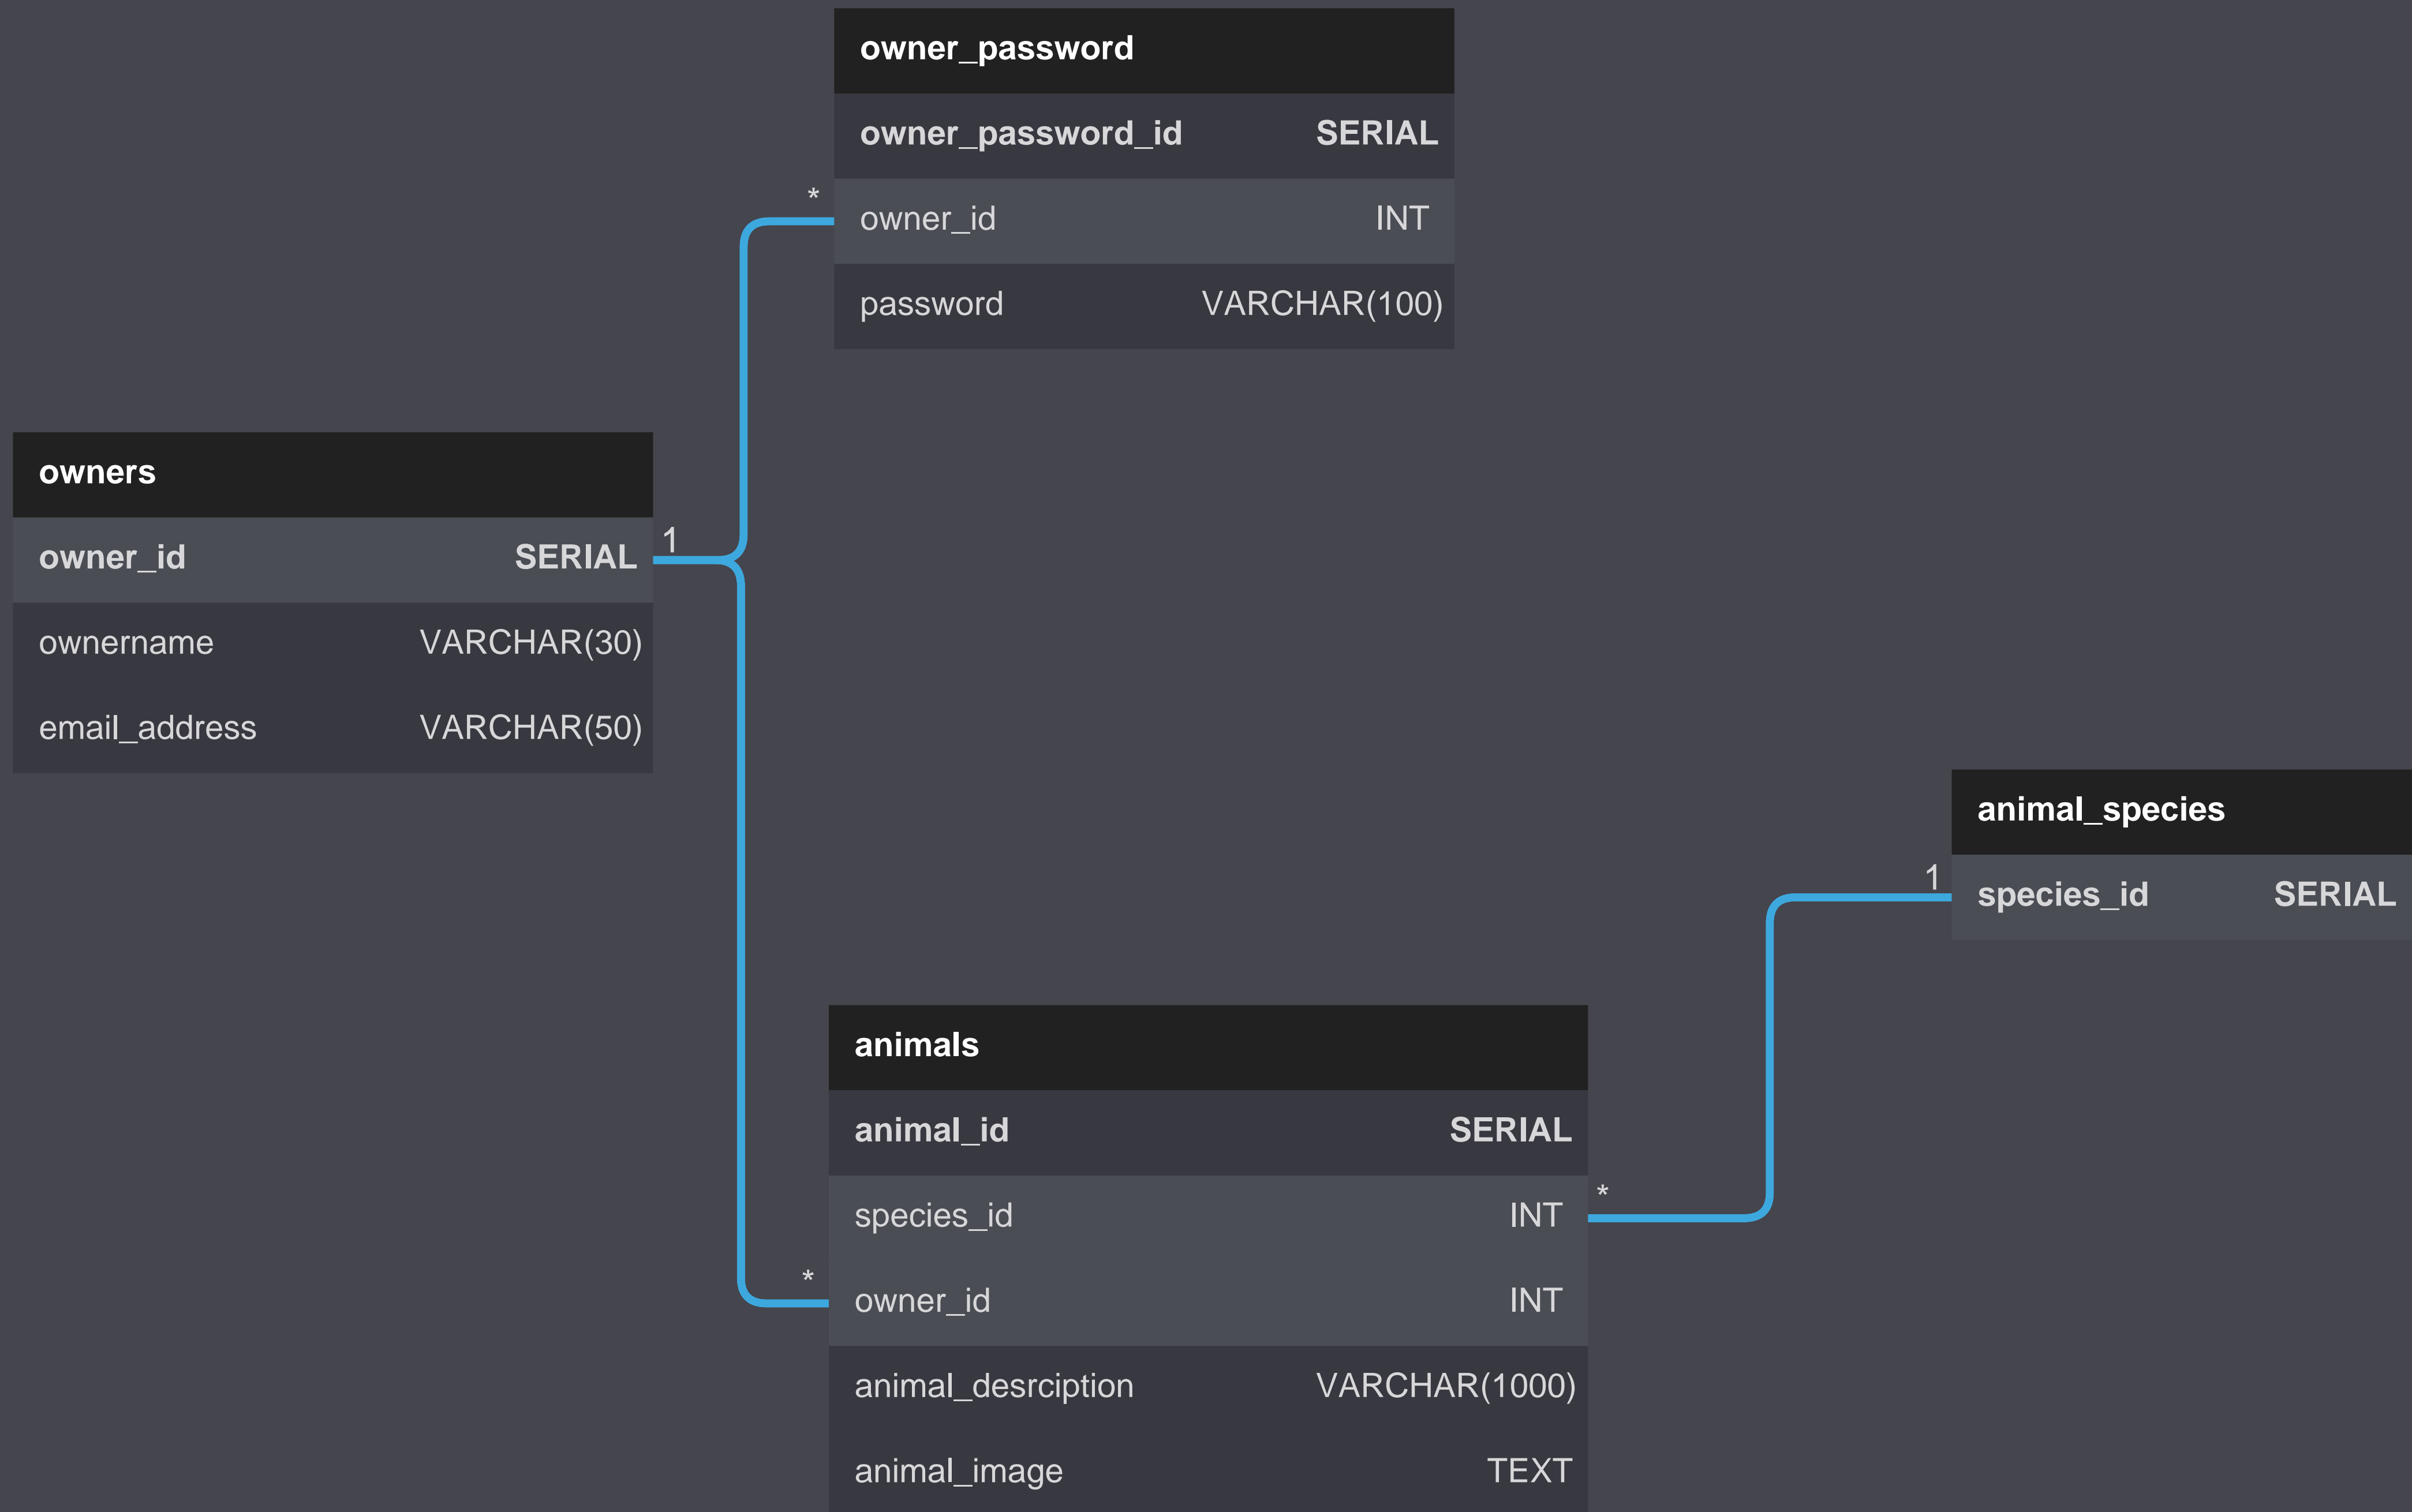 owner_password
owner_password_id SERIAL
* owner_id INT
password VARCHAR(100)
owners
owner_id SERIAL 1
ownername VARCHAR(30)
email_address VARCHAR(50)
animal_species
1 species_id SERIAL
animals
animal_id SERIAL
species_id INT *
* owner_id INT
animal_desrciption VARCHAR(1000)
animal_image TEXT